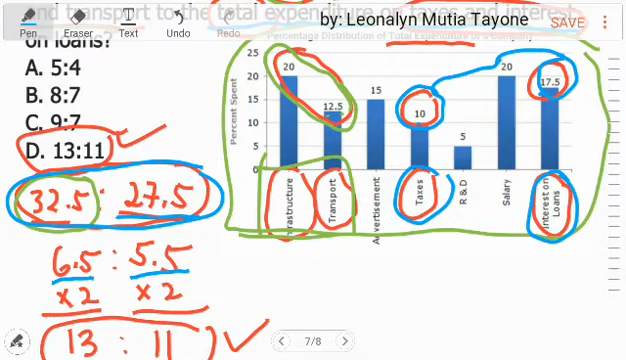 and transport to the total expenditure on taxes and interest
by: Leonalyn Mutia Tayone
SAVE
Pen
Eraser
Text
Undo
Redo
on loans?
Percentage Distribution of Total Expenditure of a Company
A. 5:4
B. 8:7
C. 9:7
D. 13:11
Percent Spent
25
20
15
10
5
0
20
12.5
15
10
5
20
17.5
Infrastructure
Transport
Advertisement
Taxes
R & D
Salary
Interest on
Loans
32.5 : 27.5
6.5 : 5.5
×2 ×2
13 : 11
7/8